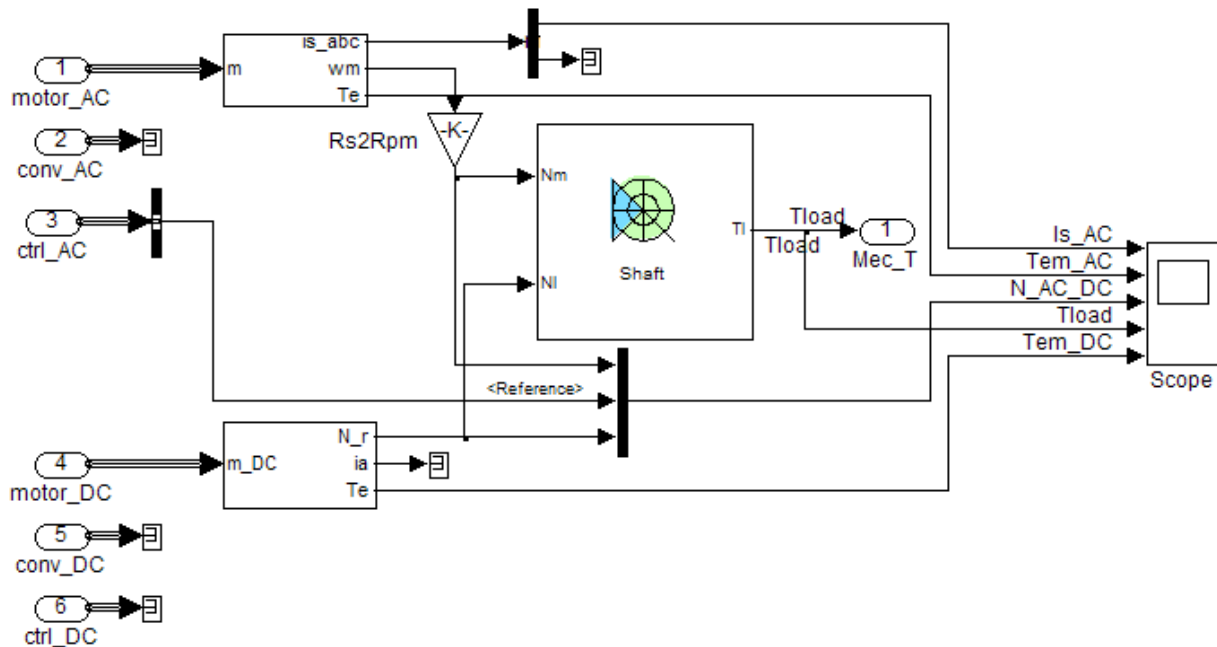 1
motor_AC
m
is_abc
wm
Te
2
conv_AC
Rs2Rpm
-K-
3
ctrl_AC
Nm
Nl
Shaft
Tl
Tload
Tload
1
Mec_T
Is_AC
Tem_AC
N_AC_DC
Tload
Tem_DC
Scope
<Reference>
4
motor_DC
m_DC
N_r
ia
Te
5
conv_DC
6
ctrl_DC